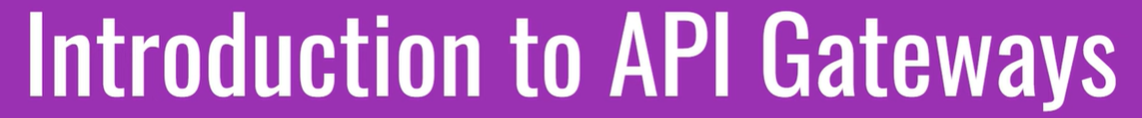 Introduction to API Gateways